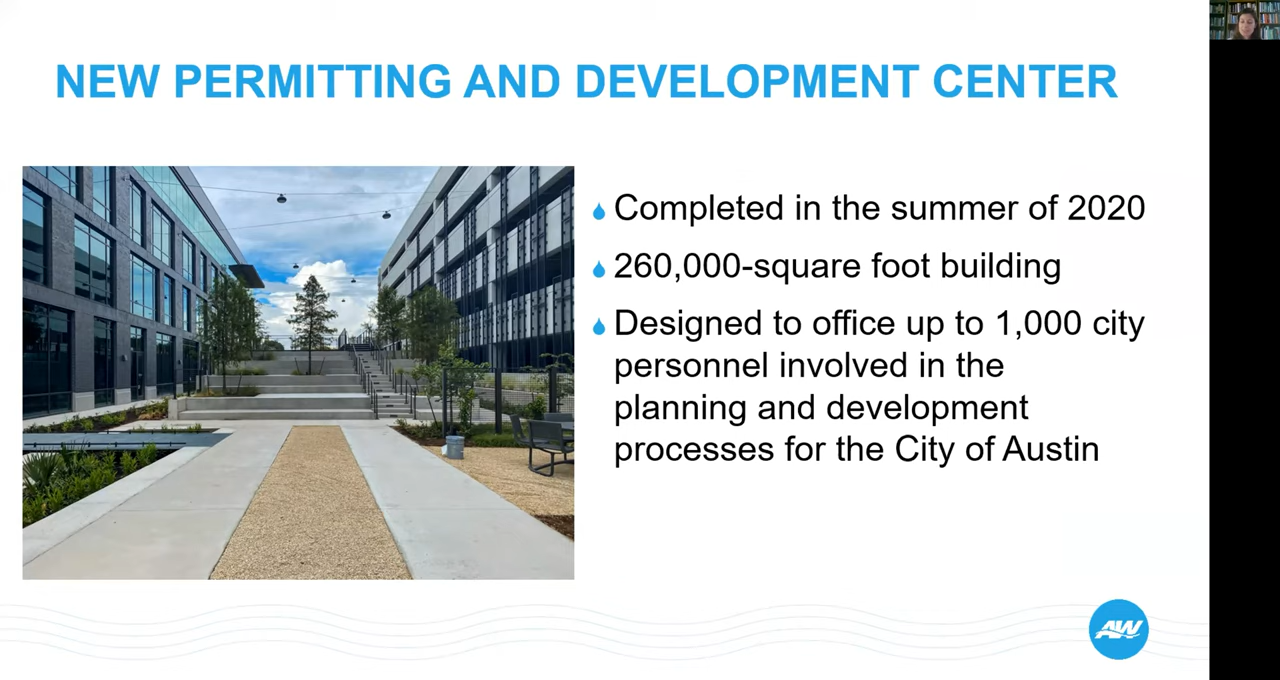 NEW PERMITTING AND DEVELOPMENT CENTER
Completed in the summer of 2020
260,000-square foot building
Designed to office up to 1,000 city
personnel involved in the
planning and development
processes for the City of Austin
AW